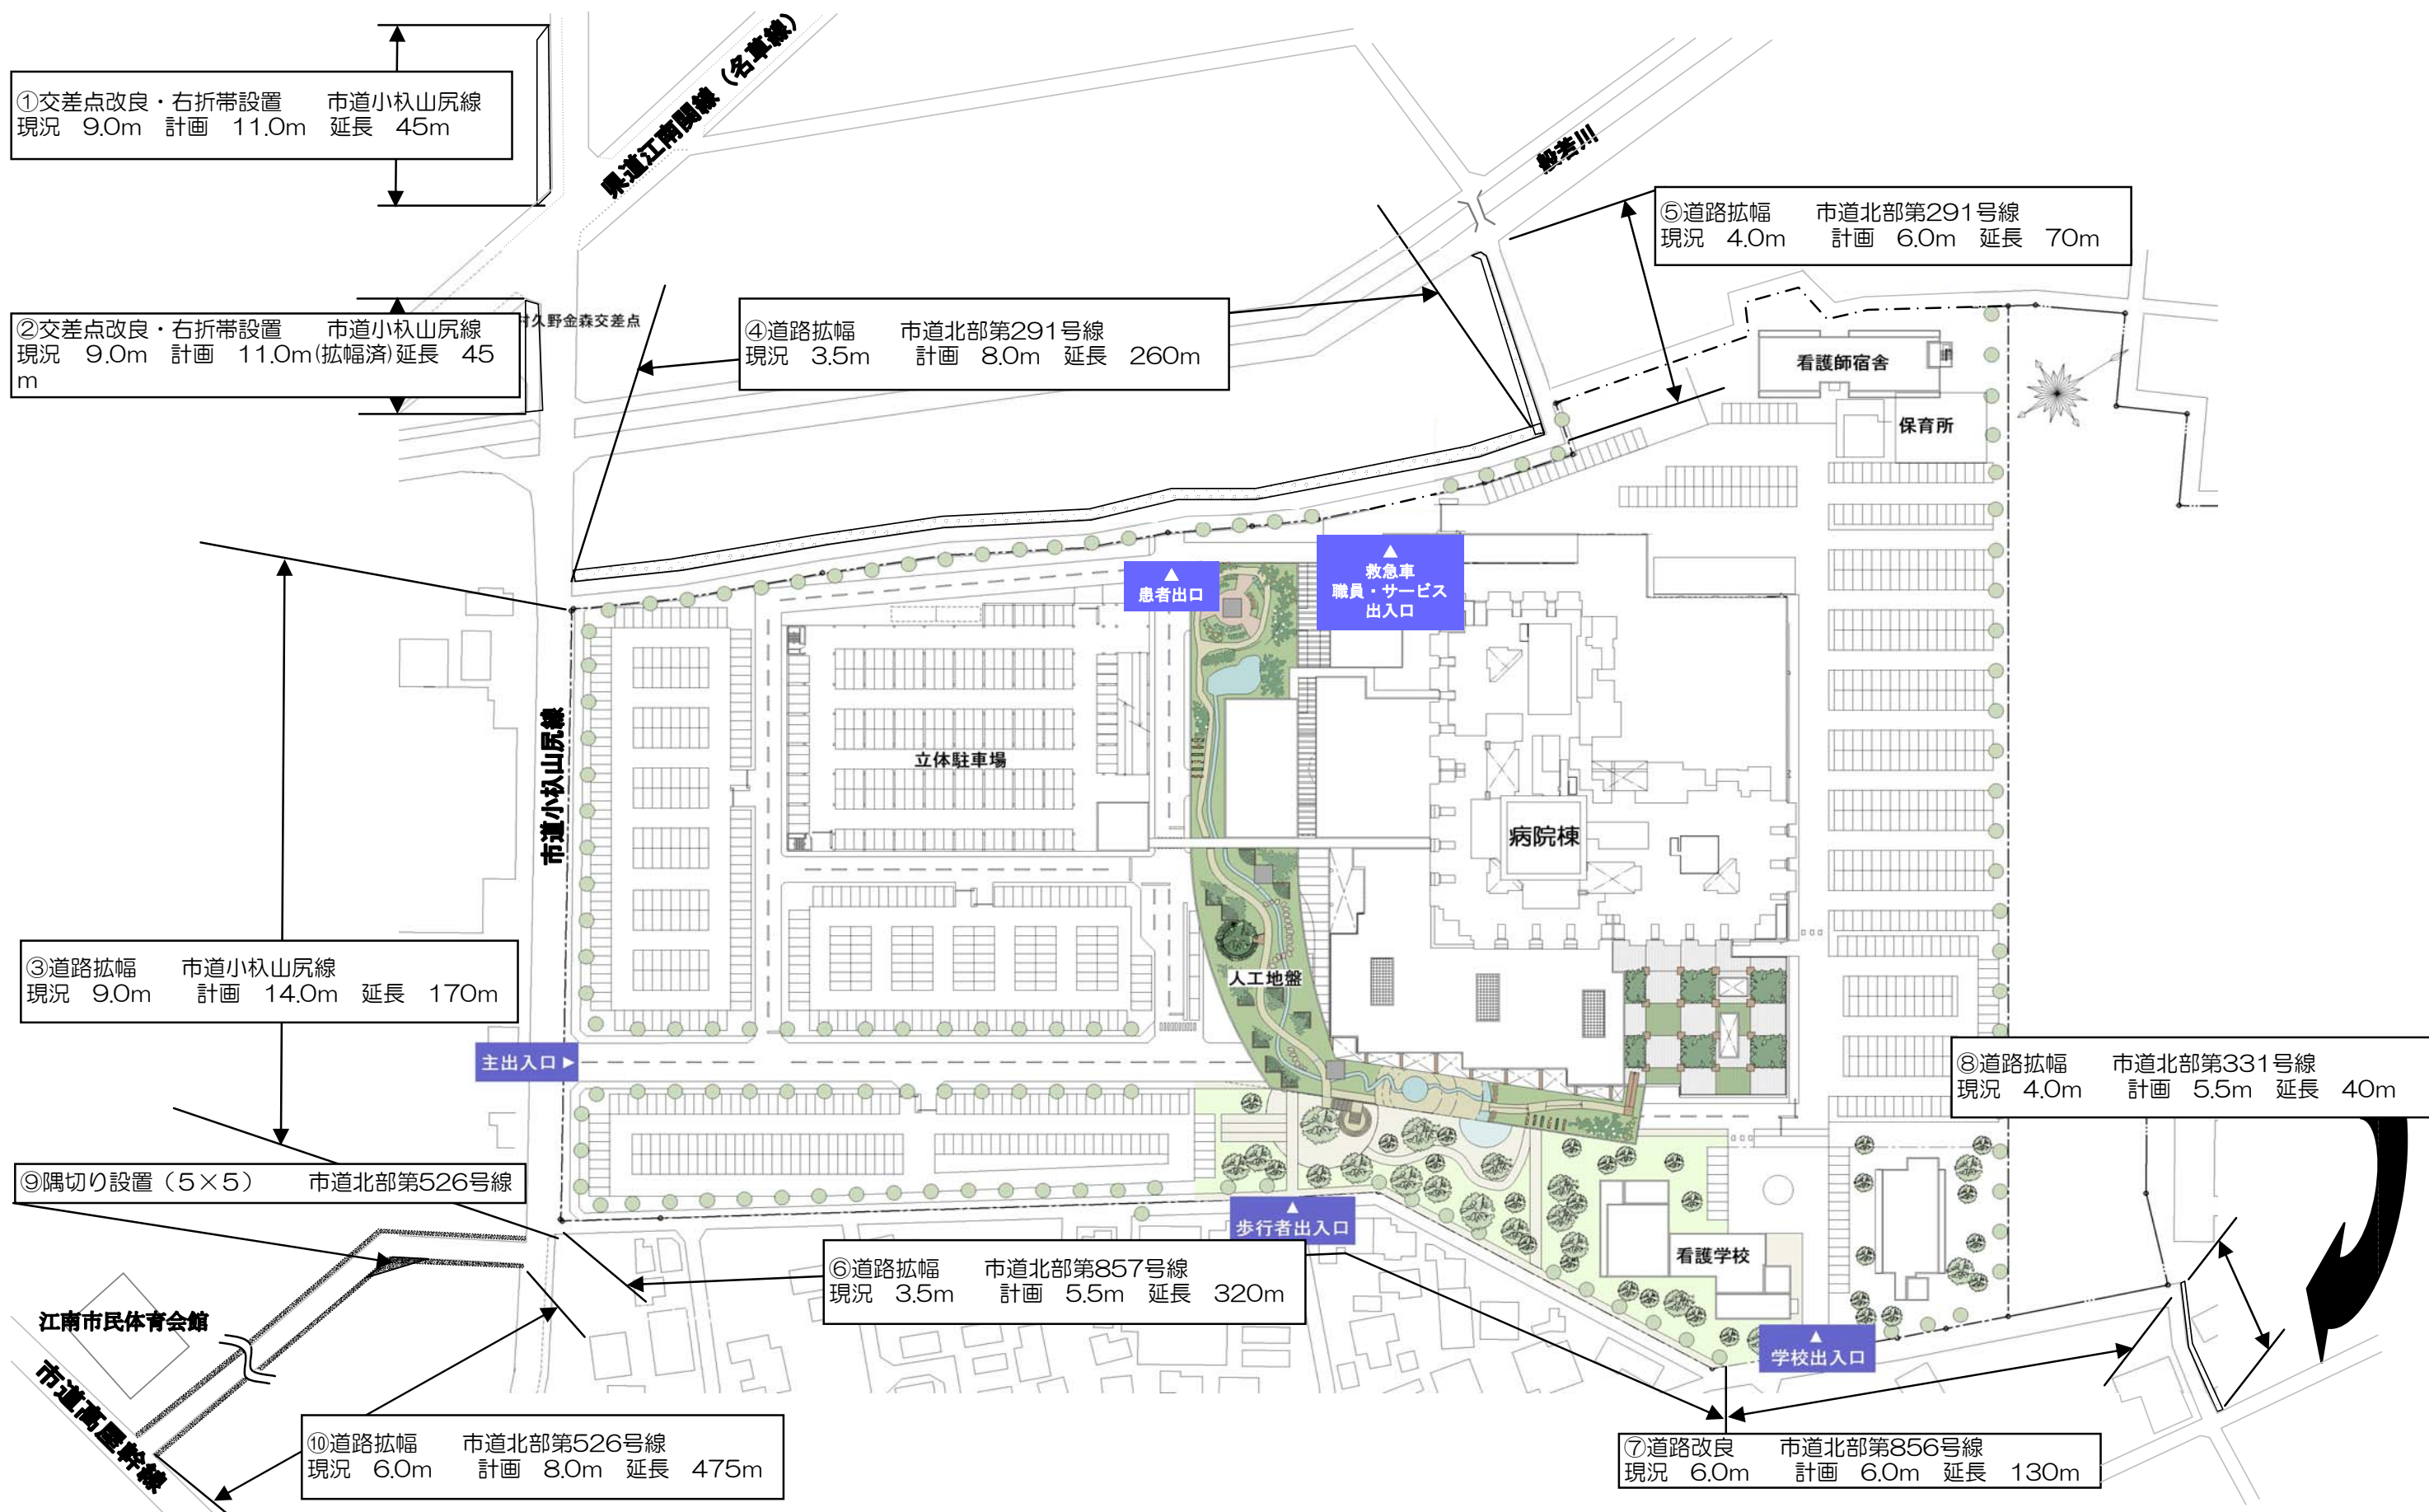 県道江南関線（名草線）
①交差点改良・右折帯設置　　市道小杁山尻線
現況　9.0m　計画　11.0m　延長　45m
般若川
⑤道路拡幅　　市道北部第291号線
現況　4.0m　　計画　6.0m　延長　70m
②交差点改良・右折帯設置　　市道小杁山尻線
現況　9.0m　計画　11.0m(拡幅済)延長　45
m
村久野金森交差点
④道路拡幅　　市道北部第291号線
現況　3.5m　　計画　8.0m　延長　260m
看護師宿舎
保育所
▲
患者出口
▲
救急車
職員・サービス
出入口
市道小杁山尻線
立体駐車場
病院棟
人工地盤
③道路拡幅　　市道小杁山尻線
現況　9.0m　　計画　14.0m　延長　170m
主出入口▶
⑧道路拡幅　　市道北部第331号線
現況　4.0m　　計画　5.5m　延長　40m
⑨隅切り設置（5×5）　　市道北部第526号線
▲
歩行者出入口
看護学校
⑥道路拡幅　　市道北部第857号線
現況　3.5m　　計画　5.5m　延長　320m
江南市民体育会館
▲
学校出入口
市道高屋幹線
⑩道路拡幅　　市道北部第526号線
現況　6.0m　　計画　8.0m　延長　475m
⑦道路改良　　市道北部第856号線
現況　6.0m　　計画　6.0m　延長　130m